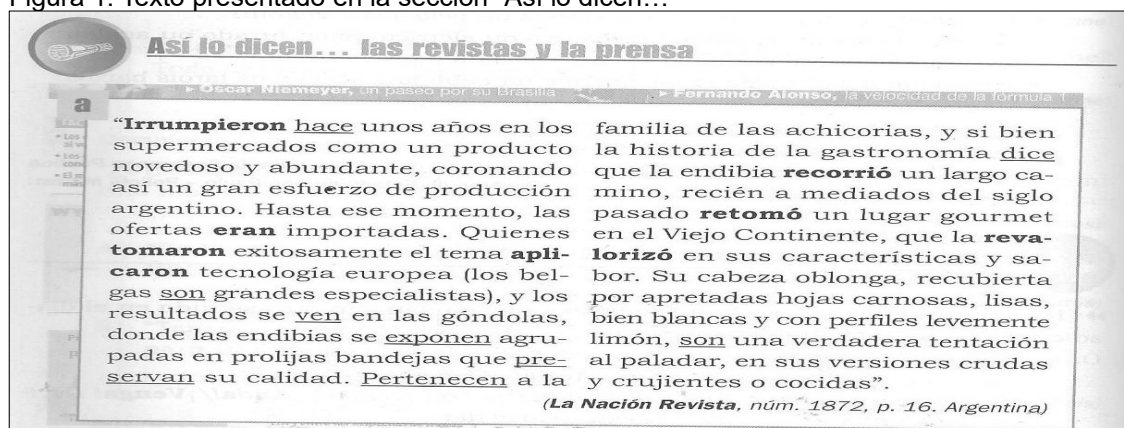 Figura 1: Texto presentado en la sección "Así lo dicen…"
Así lo dicen... las revistas y la prensa
▸ Oscar Niemeyer, un paseo por su Brasilia
▸ Fernando Alonso, la velocidad de la fórmula 1
a
"Irrumpieron hace unos años en los
supermercados como un producto
novedoso y abundante, coronando
así un gran esfuerzo de producción
argentino. Hasta ese momento, las
ofertas eran importadas. Quienes
tomaron exitosamente el tema apli-
caron tecnología europea (los bel-
gas son grandes especialistas), y los
resultados se ven en las góndolas,
donde las endibias se exponen agru-
padas en prolijas bandejas que pre-
servan su calidad. Pertenecen a la
familia de las achicorias, y si bien
la historia de la gastronomía dice
que la endibia recorrió un largo ca-
mino, recién a mediados del siglo
pasado retomó un lugar gourmet
en el Viejo Continente, que la reva-
lorizó en sus características y sa-
bor. Su cabeza oblonga, recubierta
por apretadas hojas carnosas, lisas,
bien blancas y con perfiles levemente
limón, son una verdadera tentación
al paladar, en sus versiones crudas
y crujientes o cocidas".
(La Nación Revista, núm. 1872, p. 16. Argentina)